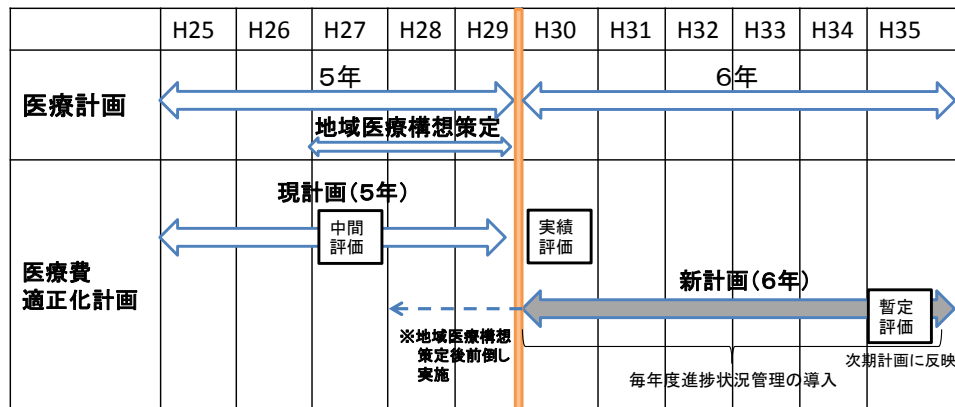 H25 H26 H27 H28 H29 H30 H31 H32 H33 H34 H35
医療計画
5年
6年
地域医療構想策定
医療費
適正化計画
現計画(5年)
中間
評価
実績
評価
新計画(6年)
暫定
評価
※地域医療構想
策定後前倒し
実施
次期計画に反映
毎年度進捗状況管理の導入